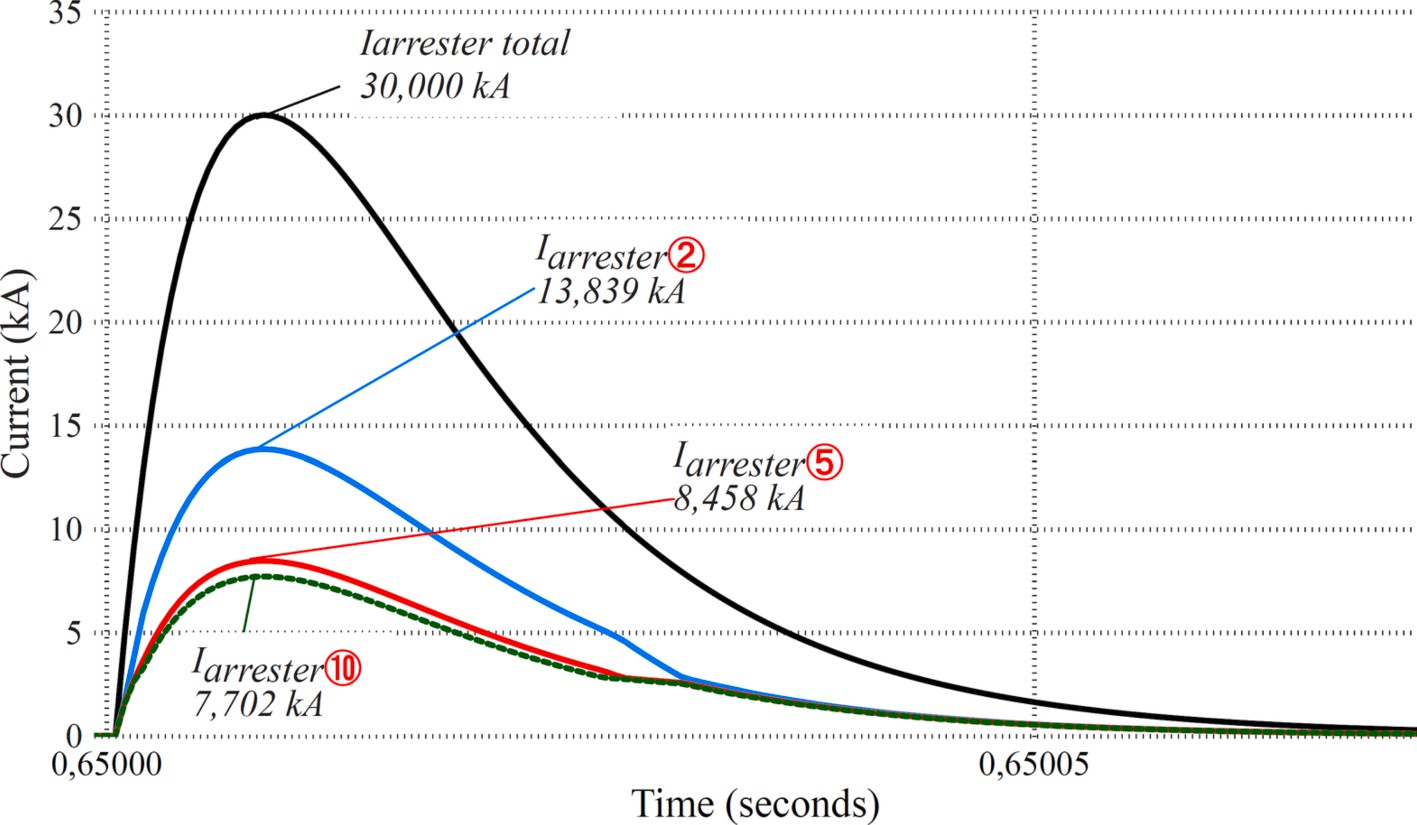 35
Iarrester total
30,000 kA
30
25
Iarrester②
13,839 kA
20
15
Iarrester⑤
8,458 kA
10
5
Iarrester⑩
7,702 kA
0
0,65000
0,65005
Current (kA)
Time (seconds)